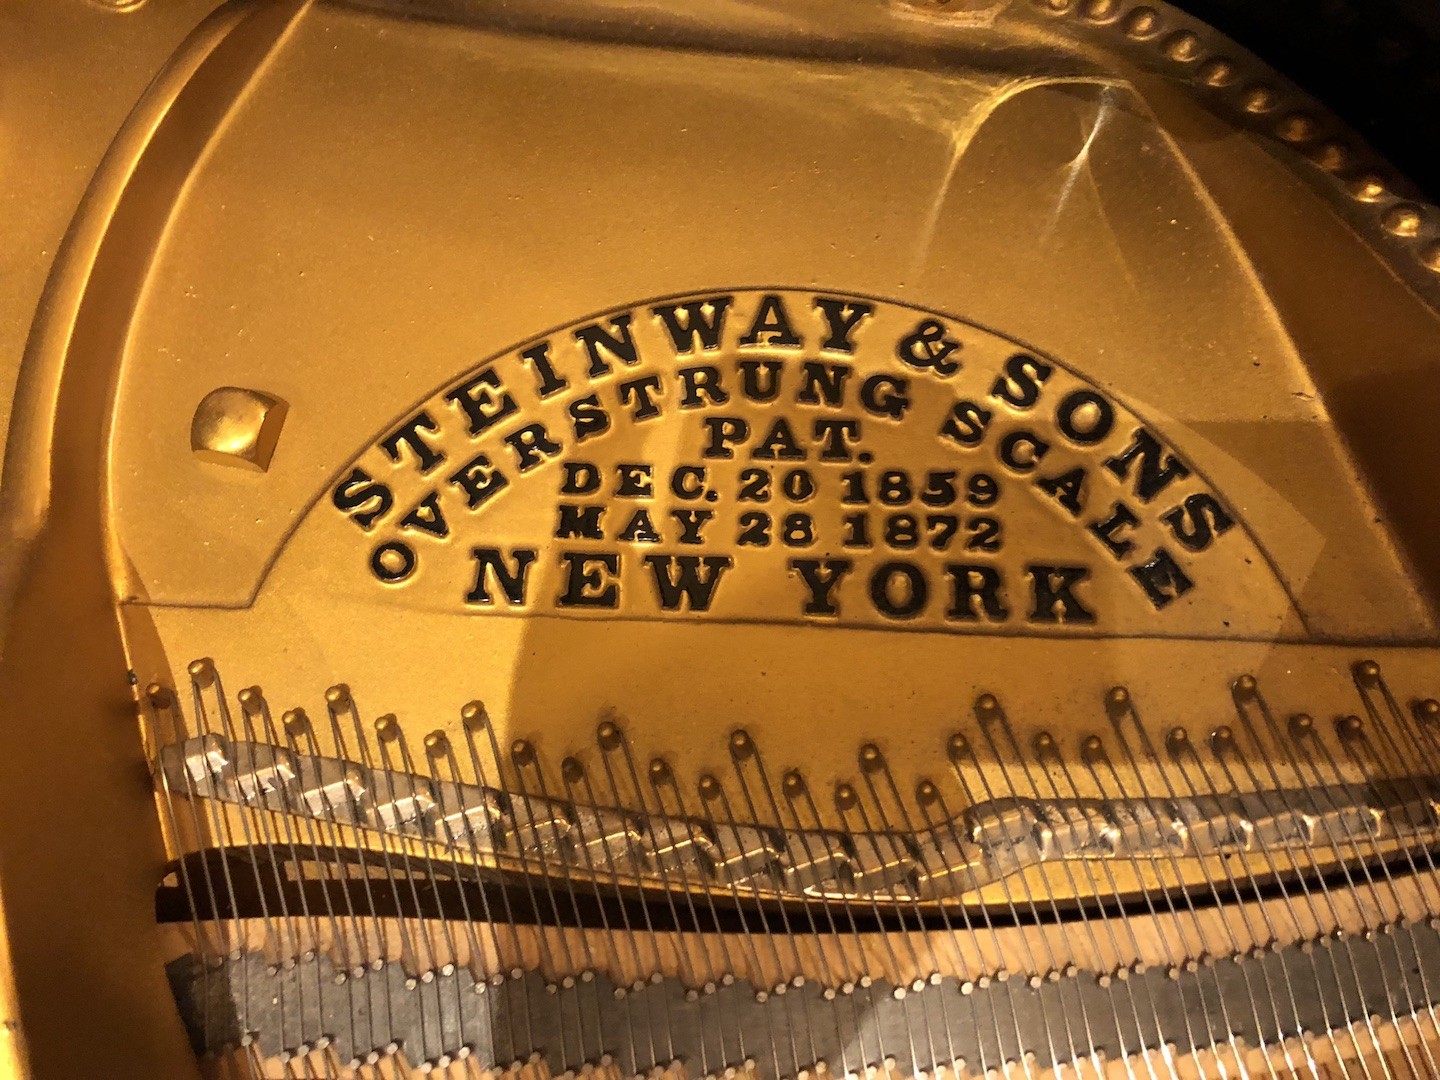 STEINWAY & SONS
OVERSTRUNG SCALE
PAT.
DEC. 20 1859
MAY 28 1872
NEW YORK